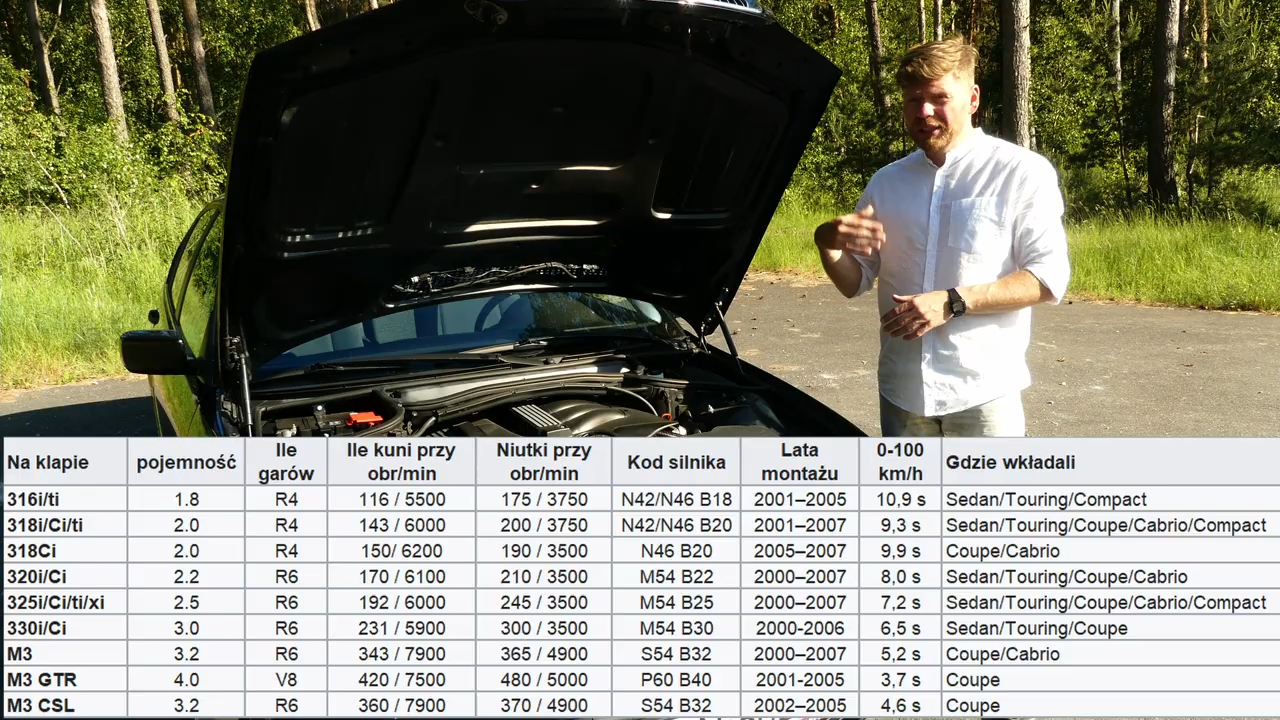 Na klapie pojemność Ile garów Ile kuni przy obr/min Niutki przy obr/min Kod silnika Lata montażu 0-100 km/h Gdzie wkładali
316i/ti 1.8 R4 116 / 5500 175 / 3750 N42/N46 B18 2001–2005 10,9 s Sedan/Touring/Compact
318i/Ci/ti 2.0 R4 143 / 6000 200 / 3750 N42/N46 B20 2001–2007 9,3 s Sedan/Touring/Coupe/Cabrio/Compact
318Ci 2.0 R4 150/ 6200 190 / 3500 N46 B20 2005–2007 9,9 s Coupe/Cabrio
320i/Ci 2.2 R6 170 / 6100 210 / 3500 M54 B22 2000–2007 8,0 s Sedan/Touring/Coupe/Cabrio
325i/Ci/ti/xi 2.5 R6 192 / 6000 245 / 3500 M54 B25 2000–2007 7,2 s Sedan/Touring/Coupe/Cabrio/Compact
330i/Ci 3.0 R6 231 / 5900 300 / 3500 M54 B30 2000-2006 6,5 s Sedan/Touring/Coupe
M3 3.2 R6 343 / 7900 365 / 4900 S54 B32 2000–2007 5,2 s Coupe/Cabrio
M3 GTR 4.0 V8 420 / 7500 480 / 5000 P60 B40 2001-2005 3,7 s Coupe
M3 CSL 3.2 R6 360 / 7900 370 / 4900 S54 B32 2002–2005 4,6 s Coupe